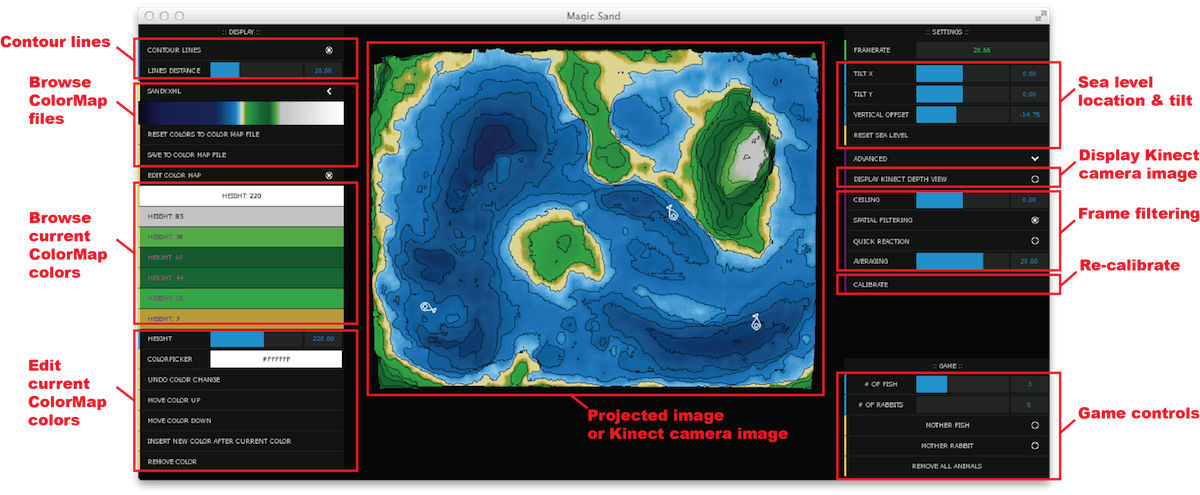 Magic Sand
:: DISPLAY ::
Contour lines
CONTOUR LINES
LINES DISTANCE 10.00
Browse
ColorMap
files
SANDY.XML
RESET COLORS TO COLOR MAP FILE
SAVE TO COLOR MAP FILE
EDIT COLOR MAP
Browse
current
ColorMap
colors
HEIGHT: 220
HEIGHT: 85
HEIGHT: 60
HEIGHT: 44
HEIGHT: 2
Edit
current
ColorMap
colors
HEIGHT 220.00
COLORPICKER #FFFFFF
UNDO COLOR CHANGE
MOVE COLOR UP
MOVE COLOR DOWN
INSERT NEW COLOR AFTER CURRENT COLOR
REMOVE COLOR
Projected image
or Kinect camera image
:: SETTINGS ::
FRAMERATE 20.66
TILT X 0.00
TILT Y 0.00
VERTICAL OFFSET -14.75
RESET SEA LEVEL
Sea level
location & tilt
ADVANCED
DISPLAY KINECT DEPTH VIEW
Display Kinect
camera image
CEILING 0.00
SPATIAL FILTERING
QUICK REACTION
AVERAGING 29.00
Frame filtering
CALIBRATE
Re-calibrate
:: GAME ::
# OF FISH 3
# OF RABBITS 0
MOTHER FISH
MOTHER RABBIT
REMOVE ALL ANIMALS
Game controls